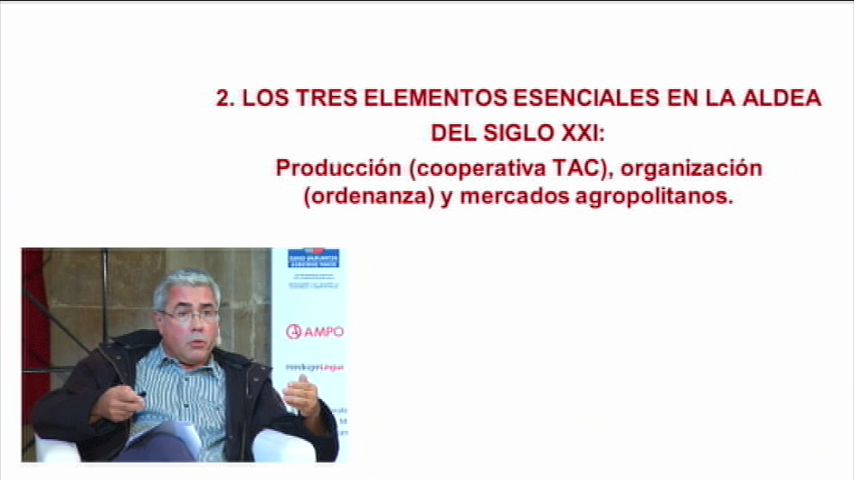 2. LOS TRES ELEMENTOS ESENCIALES EN LA ALDEA
DEL SIGLO XXI:
Producción (cooperativa TAC), organización
(ordenanza) y mercados agropolitanos.
AMPO